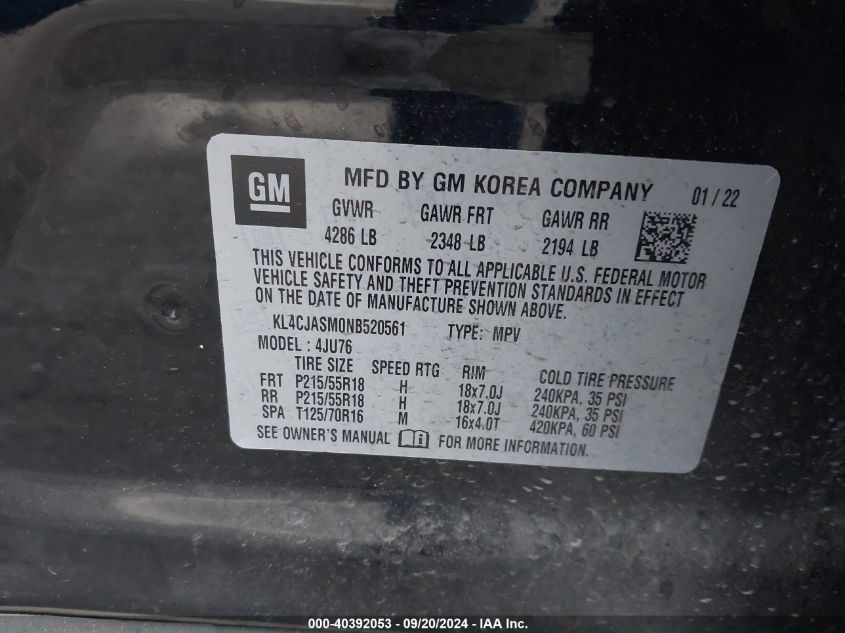 GM
MFD BY GM KOREA COMPANY 01 / 22
GVWR GAWR FRT GAWR RR
4286 LB 2348 LB 2194 LB
THIS VEHICLE CONFORMS TO ALL APPLICABLE U.S. FEDERAL MOTOR
VEHICLE SAFETY AND THEFT PREVENTION STANDARDS IN EFFECT
ON THE DATE OF MANUFACTURE SHOWN ABOVE.
KL4CJASM0NB520561 TYPE: MPV
MODEL : 4JU76
TIRE SIZE SPEED RTG RIM COLD TIRE PRESSURE
FRT P215/55R18 H 18x7.0J 240KPA, 35 PSI
RR P215/55R18 H 18x7.0J 240KPA, 35 PSI
SPA T125/70R16 M 16x4.0T 420KPA, 60 PSI
SEE OWNER'S MANUAL FOR MORE INFORMATION.
000-40392053 - 09/20/2024 - IAA Inc.